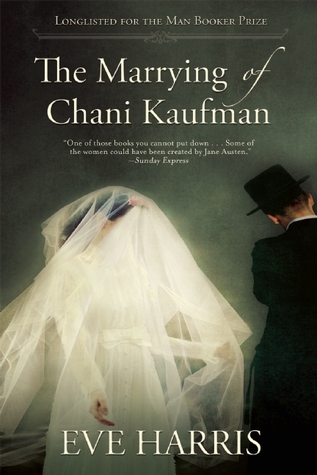 LONGLISTED FOR THE MAN BOOKER PRIZE
The Marrying of
Chani Kaufman
"One of those books you cannot put down . . . Some of
the women could have been created by Jane Austen."
--Sunday Express
EVE HARRIS